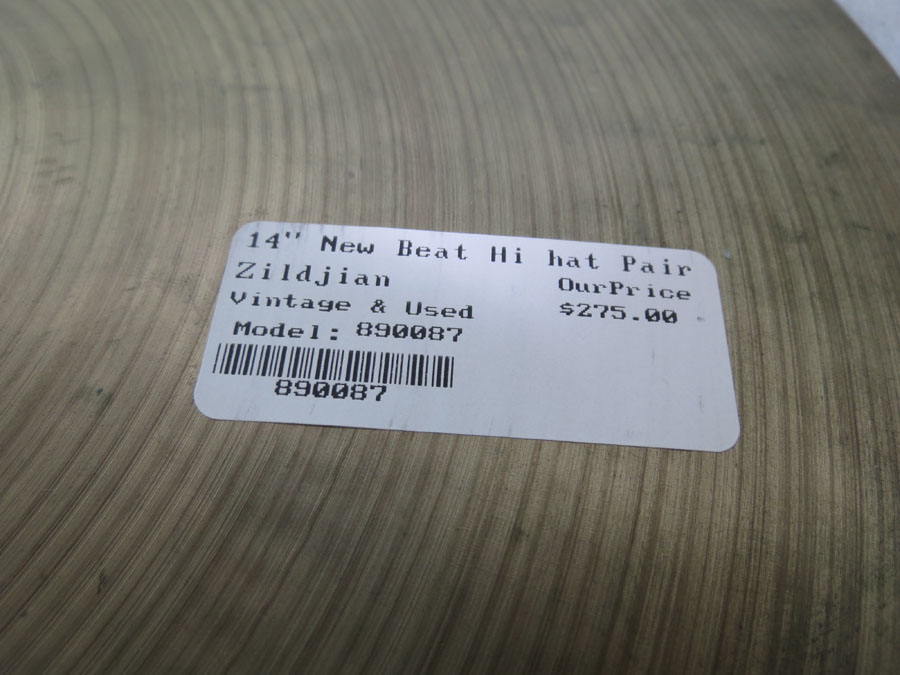 14" New Beat Hi hat Pair
Zildjian OurPrice
Vintage & Used $275.00
Model: 890087
890087